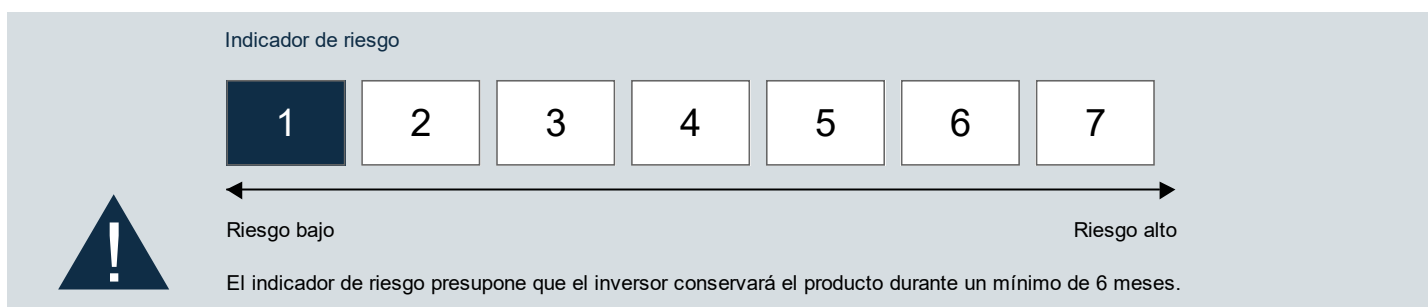 Indicador de riesgo
1 2 3 4 5 6 7
Riesgo bajo Riesgo alto
! El indicador de riesgo presupone que el inversor conservará el producto durante un mínimo de 6 meses.